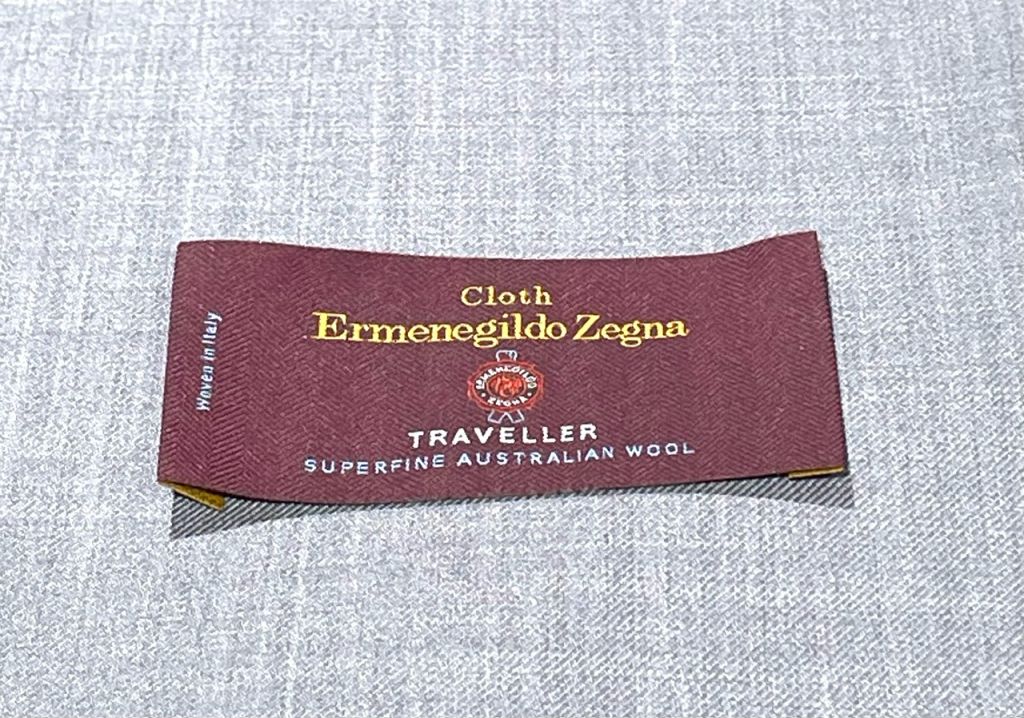 Woven in Italy
Cloth
Ermenegildo Zegna
ERMENEGILDO
ZEGNA
TRAVELLER
SUPERFINE AUSTRALIAN WOOL